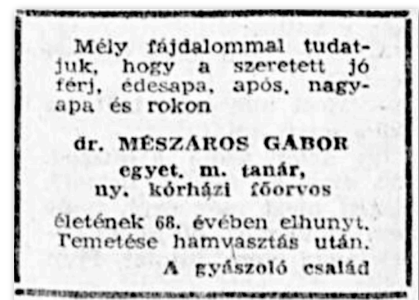 Mély fájdalommal tudat-
juk, hogy a szeretett jó
férj, édesapa, após, nagy-
apa és rokon
dr. MÉSZÁROS GÁBOR
egyet. m. tanár,
ny. kórházi főorvos
életének 68. évében elhunyt.
Temetése hamvasztás után.
A gyászoló család